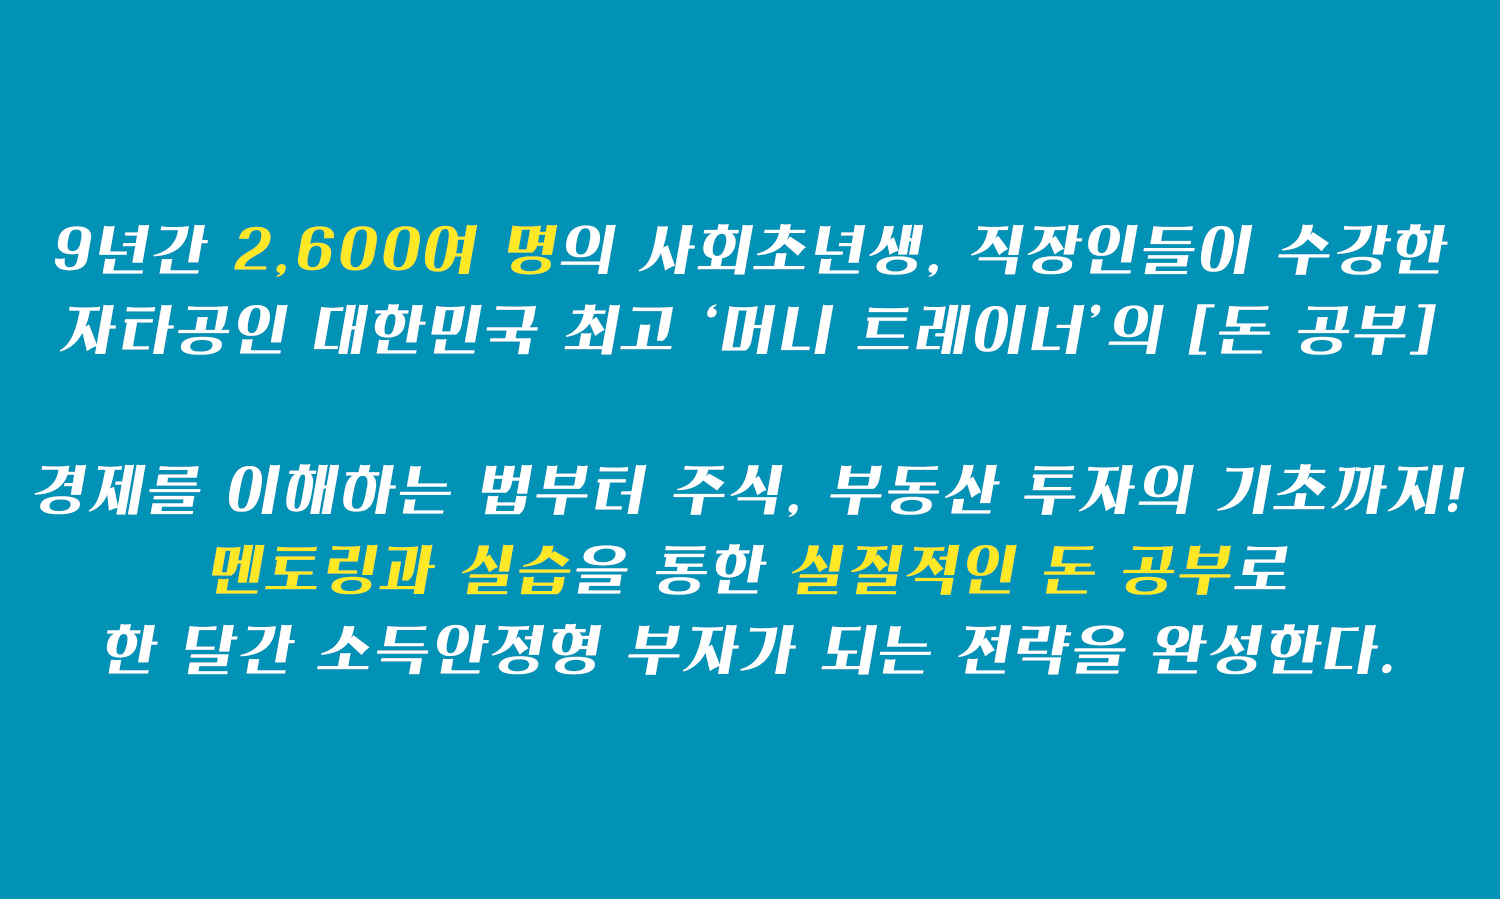 9년간 2,600여 명의 사회초년생, 직장인들이 수강한
자타공인 대한민국 최고 ‘머니 트레이너’의 [돈 공부]
경제를 이해하는 법부터 주식, 부동산 투자의 기초까지!
멘토링과 실습을 통한 실질적인 돈 공부로
한 달간 소득안정형 부자가 되는 전략을 완성한다.